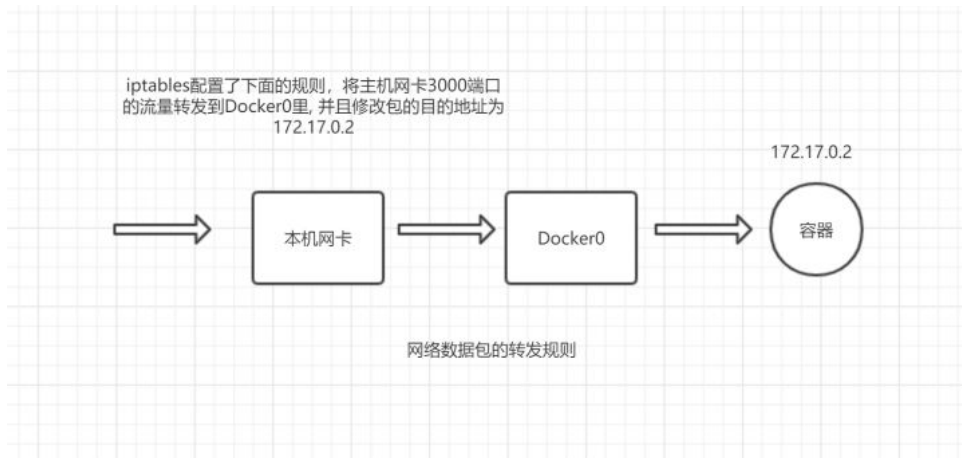 iptables配置了下面的规则，将主机网卡3000端口
的流量转发到Docker0里, 并且修改包的目的地址为
172.17.0.2
172.17.0.2
本机网卡
Docker0
容器
网络数据包的转发规则